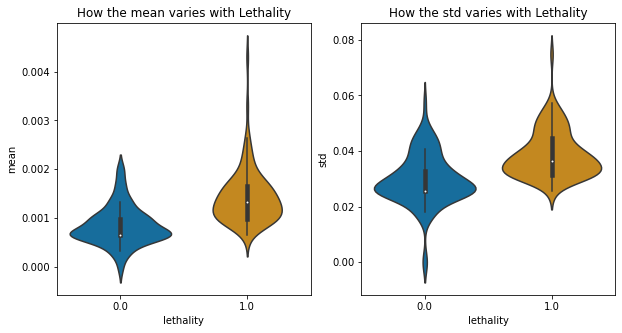 How the mean varies with Lethality
0.004
0.003
0.002
0.001
0.000
mean
0.0
1.0
lethality
How the std varies with Lethality
0.08
0.06
0.04
0.02
0.00
std
0.0
1.0
lethality